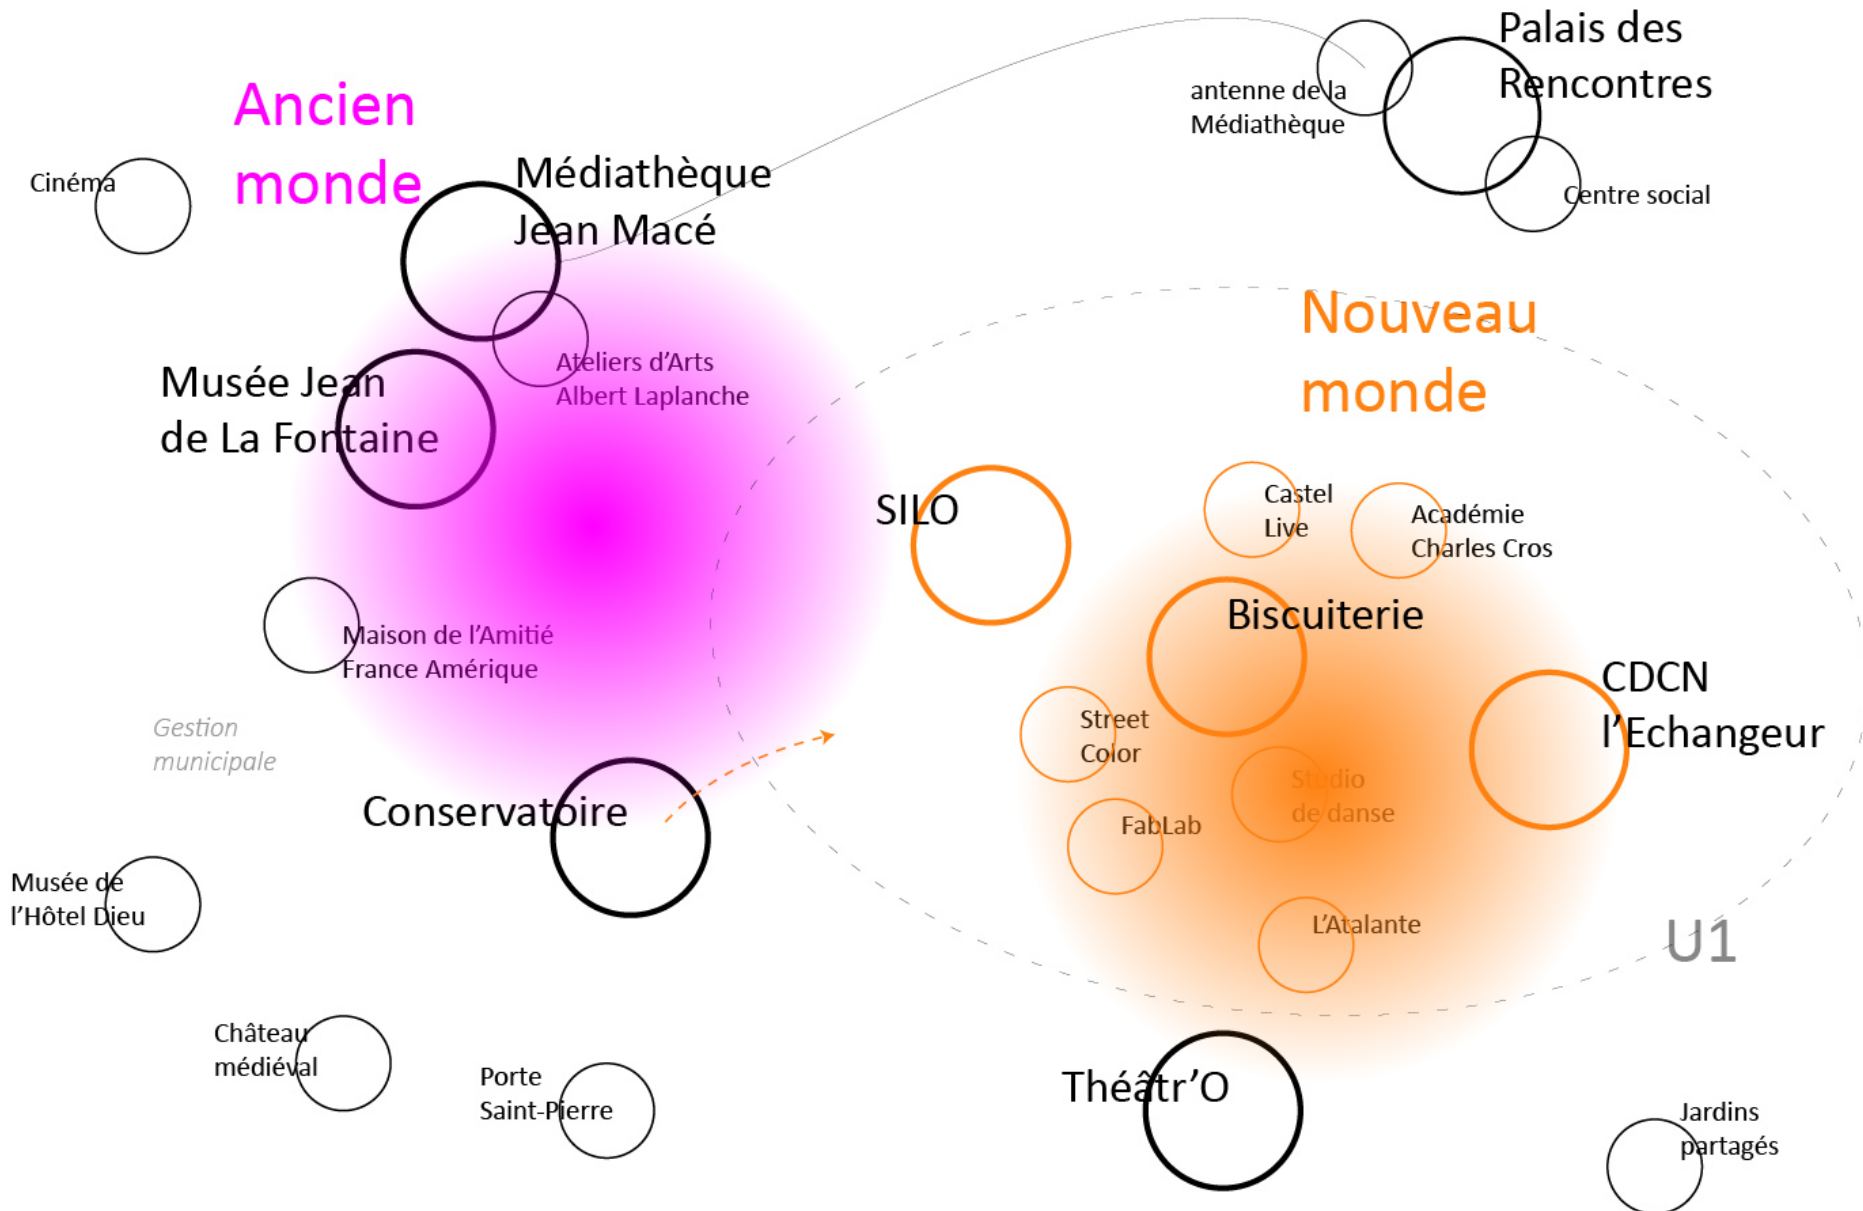 Palais des
Rencontres
antenne de la
Médiathèque
Centre social
Ancien
monde
Cinéma
Médiathèque
Jean Macé
Ateliers d'Arts
Albert Laplanche
Musée Jean
de La Fontaine
Nouveau
monde
SILO
Castel
Live
Académie
Charles Cros
Biscuiterie
Maison de l'Amitié
France Amérique
CDCN
l'Echangeur
Street
Color
Gestion
municipale
Studio
de danse
Conservatoire
FabLab
Musée de
l'Hôtel Dieu
L'Atalante
U1
Château
médiéval
Porte
Saint-Pierre
Théâtr'O
Jardins
partagés